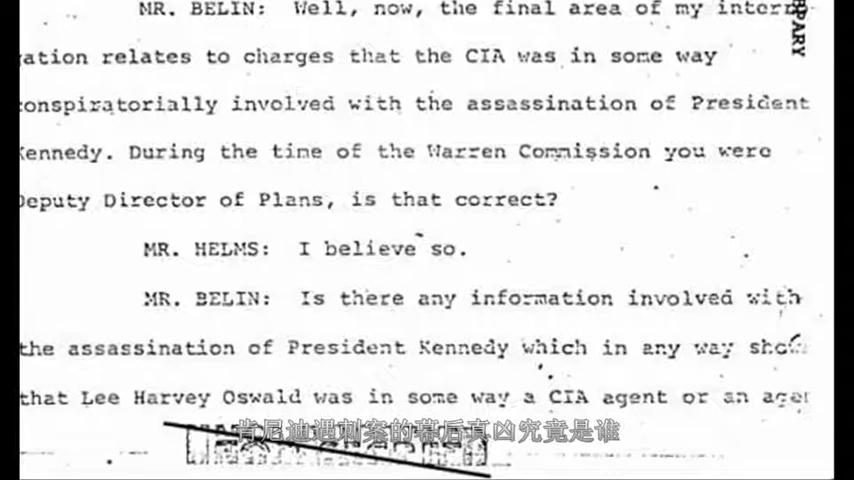 MR. BELIN: Well, now, the final area of my interr
gation relates to charges that the CIA was in some way
conspiratorially involved with the assassination of President
Kennedy. During the time of the Warren Commission you were
Deputy Director of Plans, is that correct?
MR. HELMS: I believe so.
MR. BELIN: Is there any information involved with
the assassination of President Kennedy which in any way shows
that Lee Harvey Oswald was in some way a CIA agent or an agen
肯尼迪遇刺案的幕后真凶究竟是谁